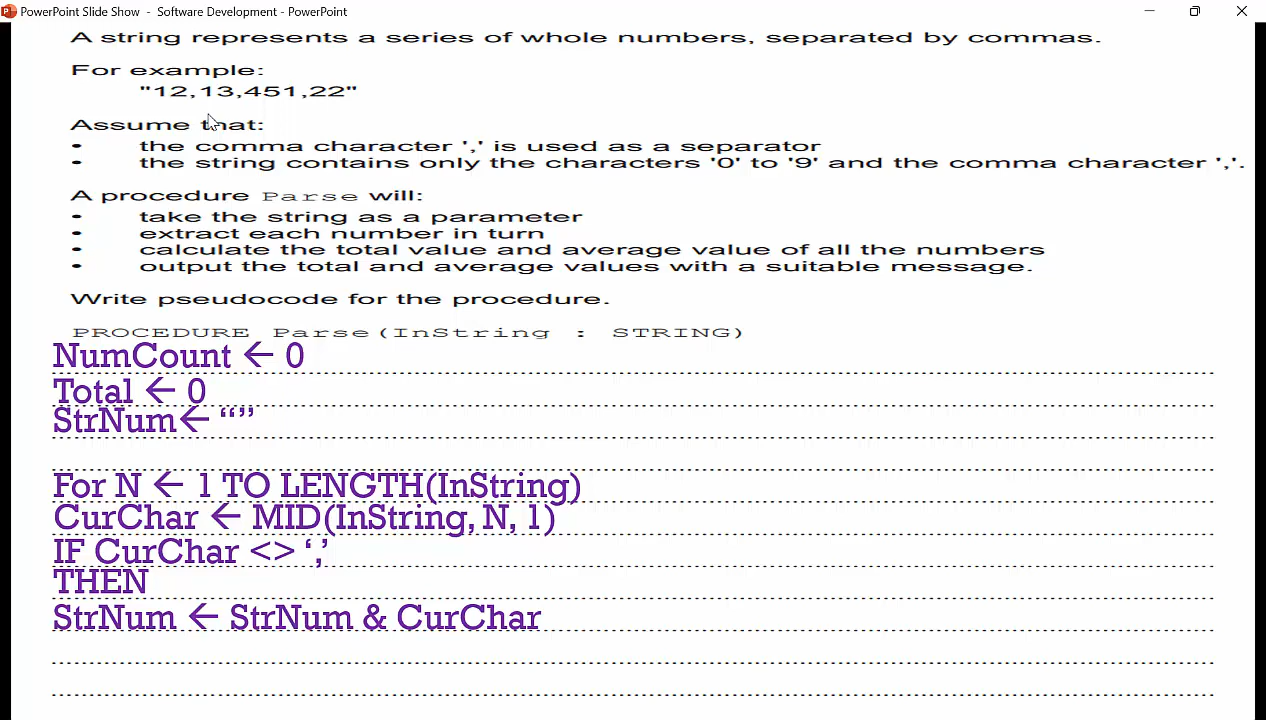 PowerPoint Slide Show - Software Development - PowerPoint
A string represents a series of whole numbers, separated by commas.
For example:
"12,13,451,22"
Assume that:
• the comma character ',' is used as a separator
• the string contains only the characters '0' to '9' and the comma character ','.
A procedure Parse will:
• take the string as a parameter
• extract each number in turn
• calculate the total value and average value of all the numbers
• output the total and average values with a suitable message.
Write pseudocode for the procedure.
PROCEDURE Parse(InString : STRING)
NumCount ← 0
Total ← 0
StrNum← “”
For N ← 1 TO LENGTH(InString)
CurChar ← MID(InString, N, 1)
IF CurChar <> ‘,’
THEN
StrNum ← StrNum & CurChar